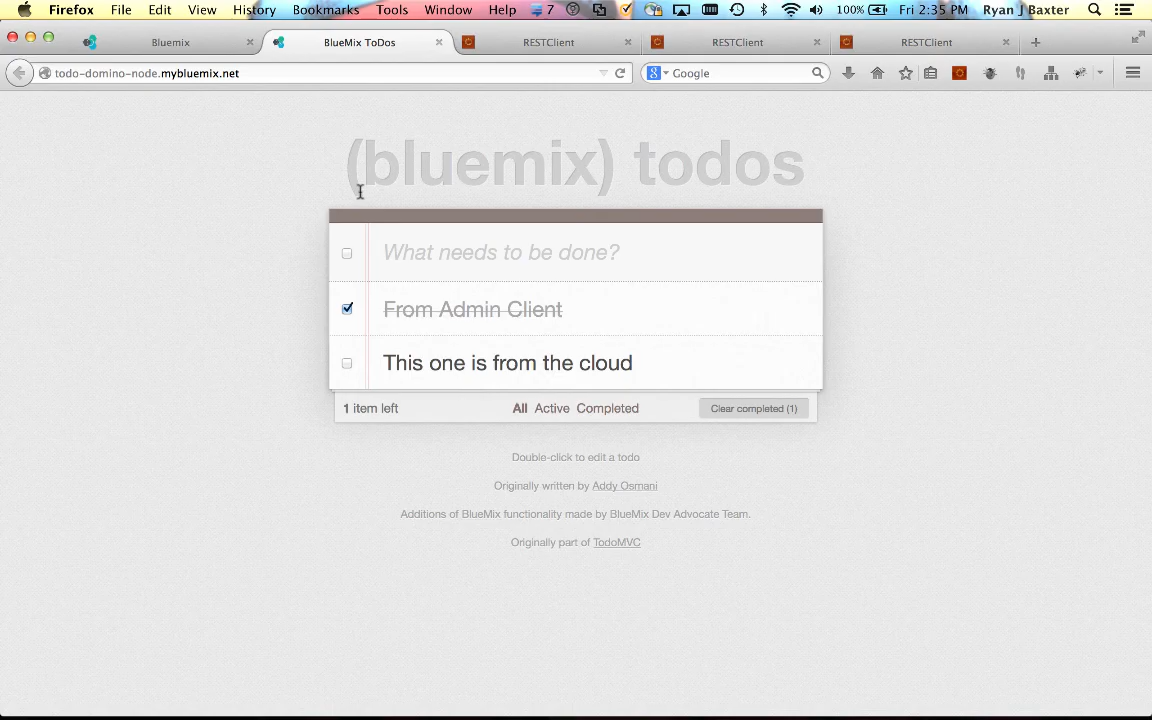 Firefox File Edit View History Bookmarks Tools Window Help 7 100% Fri 2:35 PM Ryan J Baxter
Bluemix BlueMix ToDos RESTClient RESTClient RESTClient
todo-domino-node.mybluemix.net Google
(bluemix) todos
What needs to be done?
From Admin Client
This one is from the cloud
1 item left All Active Completed Clear completed (1)
Double-click to edit a todo
Originally written by Addy Osmani
Additions of BlueMix functionality made by BlueMix Dev Advocate Team.
Originally part of TodoMVC